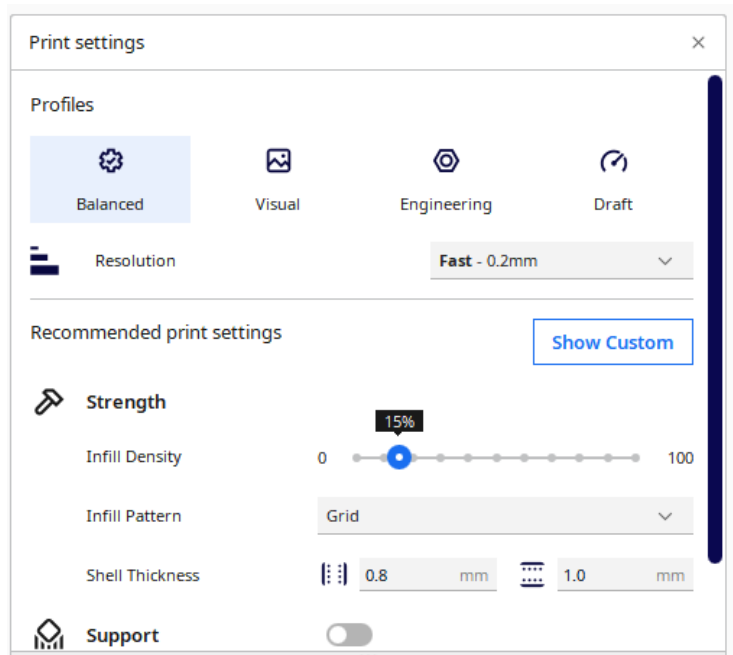 Print settings
Profiles
Balanced Visual Engineering Draft
Resolution Fast - 0.2mm
Recommended print settings Show Custom
Strength
15%
Infill Density 0 100
Infill Pattern Grid
Shell Thickness 0.8 mm 1.0 mm
Support